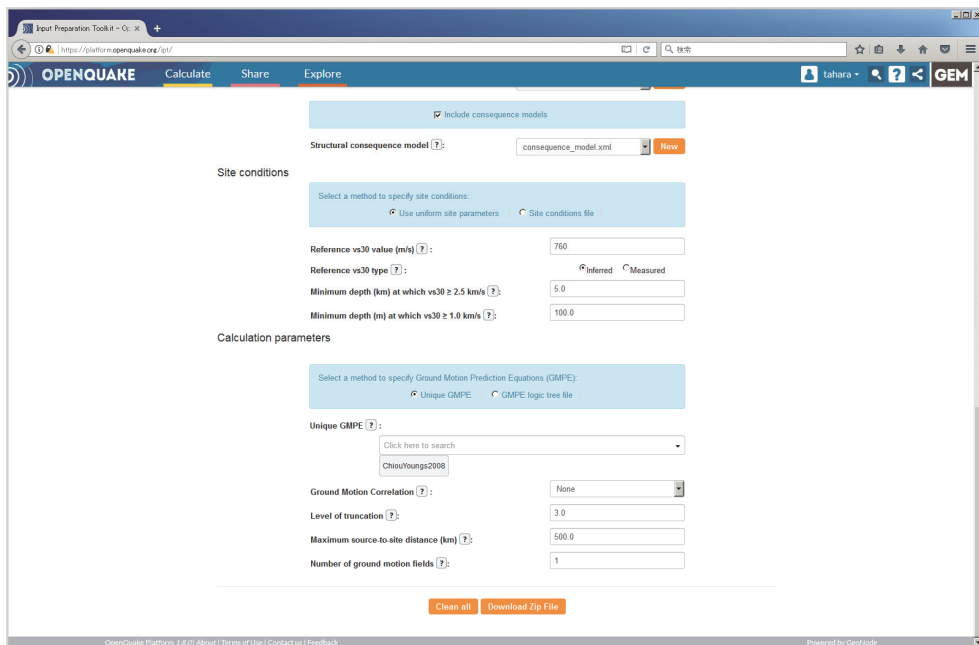 Input Preparation Toolkit - Op
https://platform.openquake.org/ipt/
検索
OPENQUAKE Calculate Share Explore tahara GEM
Include consequence models
Structural consequence model ? : consequence_model.xml New
Site conditions
Select a method to specify site conditions:
Use uniform site parameters Site conditions file
Reference vs30 value (m/s) ? : 760
Reference vs30 type ? : Inferred Measured
Minimum depth (km) at which vs30 ≥ 2.5 km/s ? : 5.0
Minimum depth (m) at which vs30 ≥ 1.0 km/s ? : 100.0
Calculation parameters
Select a method to specify Ground Motion Prediction Equations (GMPE):
Unique GMPE GMPE logic tree file
Unique GMPE ? :
Click here to search
ChiouYoungs2008
Ground Motion Correlation ? : None
Level of truncation ? : 3.0
Maximum source-to-site distance (km) ? : 500.0
Number of ground motion fields ? : 1
Clean all Download Zip File
OpenQuake Platform 1.8.0 | About | Terms of Use | Contact us | Feedback Powered by GeoNode